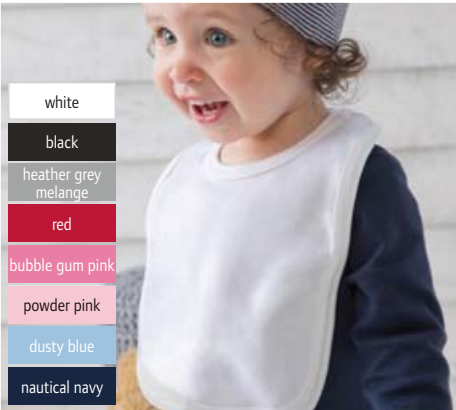 white
black
heather grey
melange
red
bubble gum pink
powder pink
dusty blue
nautical navy